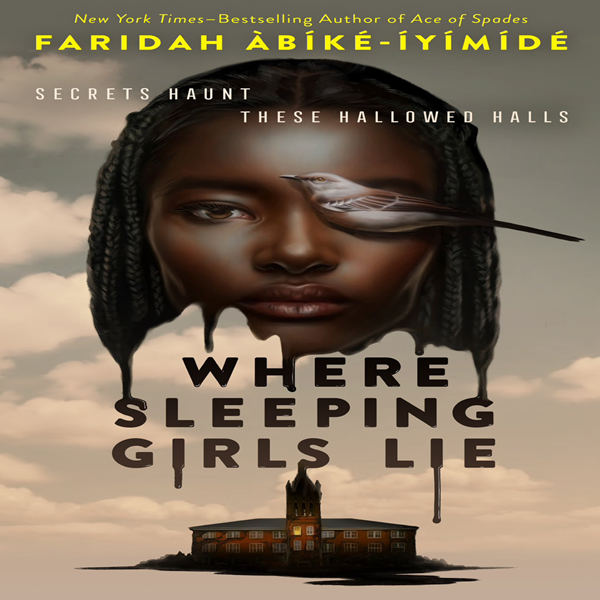 New York Times–Bestselling Author of Ace of Spades
FARIDAH ÀBÍKÉ-ÍYÍMÍDÉ
SECRETS HAUNT
THESE HALLOWED HALLS
WHERE
SLEEPING
GIRLS LIE